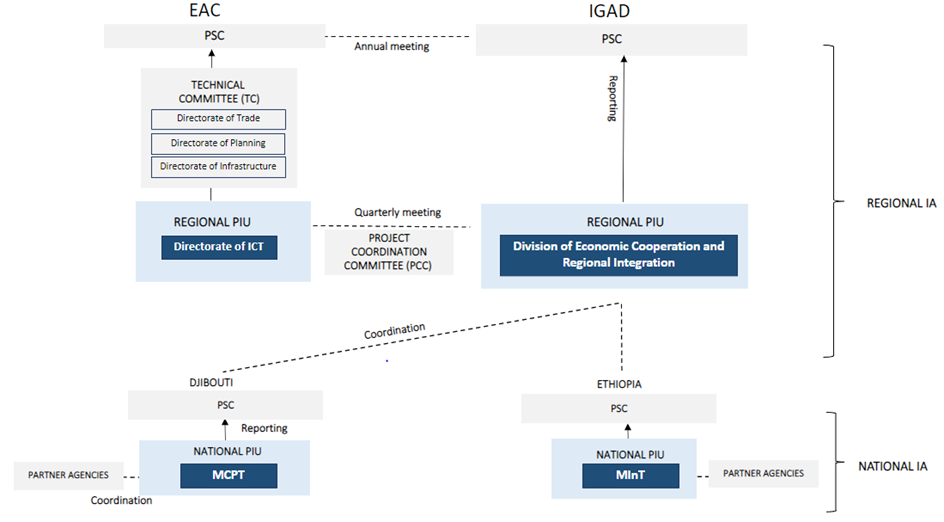 EAC
IGAD
PSC
Annual meeting
PSC
TECHNICAL
COMMITTEE (TC)
Directorate of Trade
Directorate of Planning
Directorate of Infrastructure
Reporting
REGIONAL IA
REGIONAL PIU
Directorate of ICT
Quarterly meeting
PROJECT
COORDINATION
COMMITTEE (PCC)
REGIONAL PIU
Division of Economic Cooperation and
Regional Integration
Coordination
DJIBOUTI
PSC
Reporting
NATIONAL PIU
MCPT
PARTNER AGENCIES
Coordination
ETHIOPIA
PSC
NATIONAL PIU
MInT
PARTNER AGENCIES
NATIONAL IA